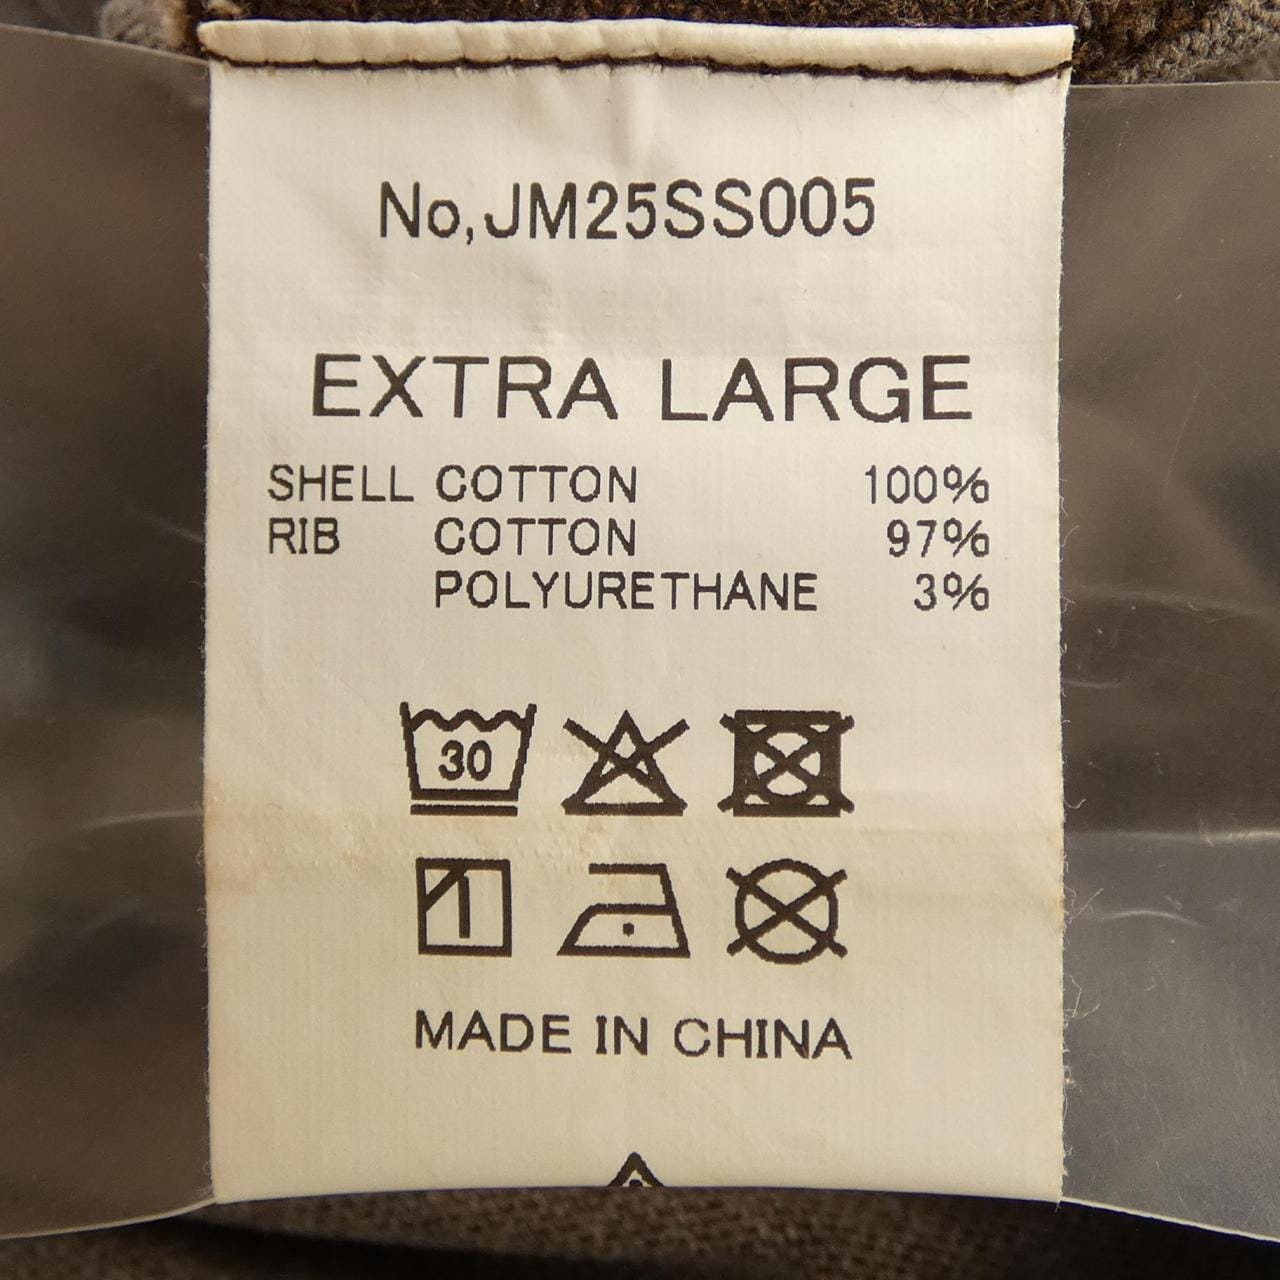 No,JM25SS005
EXTRA LARGE
SHELL COTTON 100%
RIB COTTON 97%
POLYURETHANE 3%
30
MADE IN CHINA